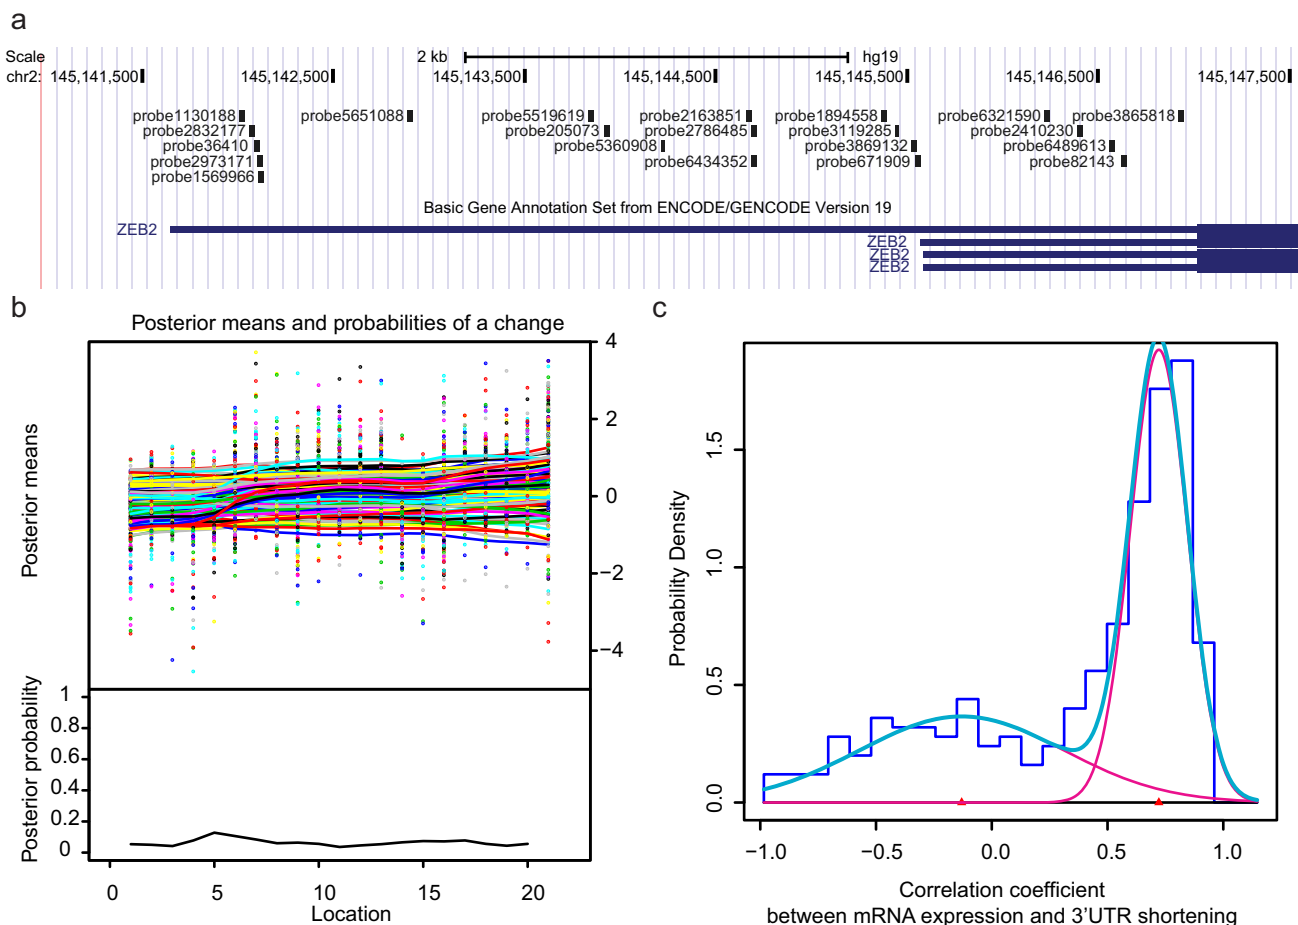 a
Scale 2 kb hg19
chr2: 145,141,500 145,142,500 145,143,500 145,144,500 145,145,500 145,146,500 145,147,500
probe1130188 probe5651088 probe5519619 probe2163851 probe1894558 probe6321590 probe3865818
probe2832177 probe205073 probe2786485 probe3119285 probe2410230
probe36410 probe5360908 probe3869132 probe6489613
probe2973171 probe6434352 probe671909 probe82143
probe1569966
Basic Gene Annotation Set from ENCODE/GENCODE Version 19
ZEB2
ZEB2
ZEB2
ZEB2
b
Posterior means and probabilities of a change
Posterior means
4
2
0
−2
−4
Posterior probability
1
0.8
0.6
0.4
0.2
0
0 5 10 15 20
Location
c
Probability Density
1.5
1.0
0.5
0.0
−1.0 −0.5 0.0 0.5 1.0
Correlation coefficient
between mRNA expression and 3’UTR shortening